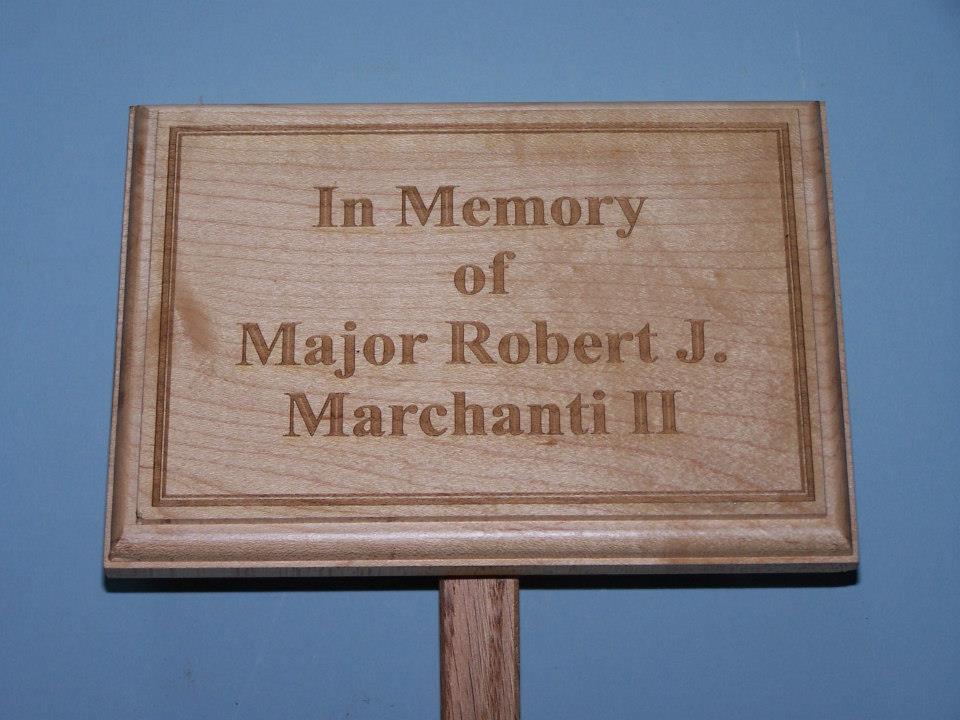 In Memory
of
Major Robert J.
Marchanti II